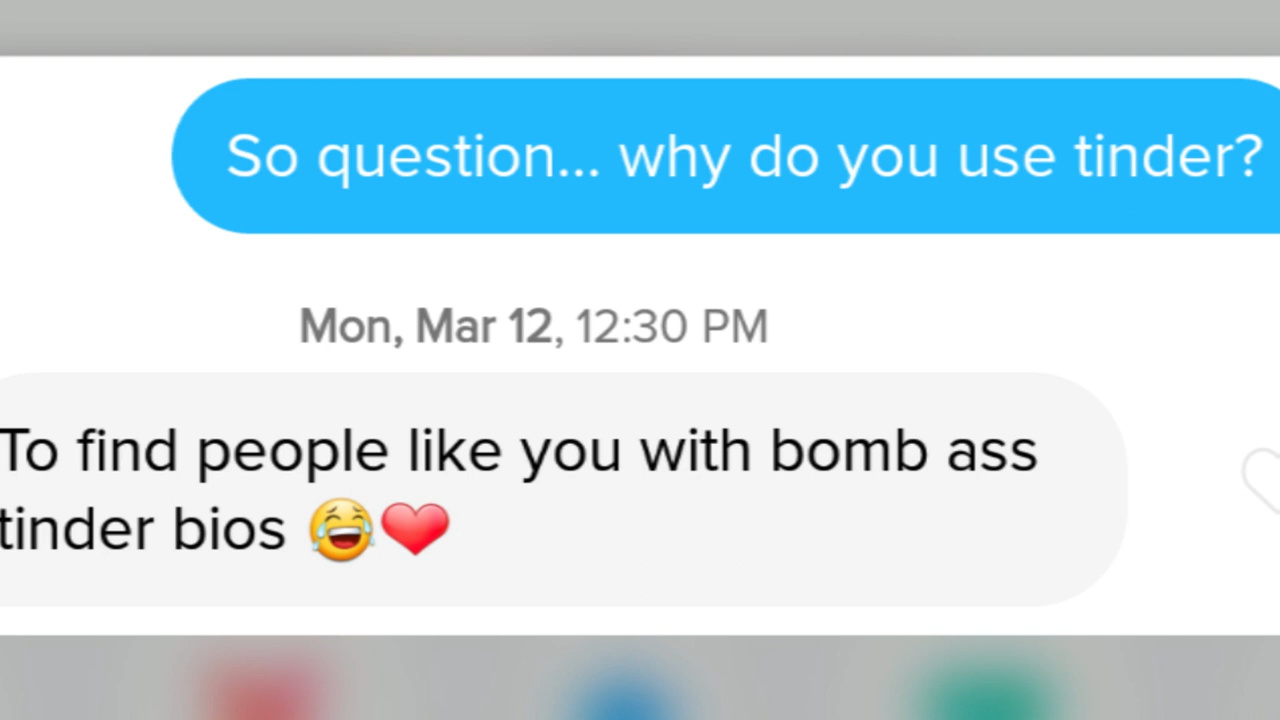 So question... why do you use tinder?
Mon, Mar 12, 12:30 PM
To find people like you with bomb ass
tinder bios 😂❤️